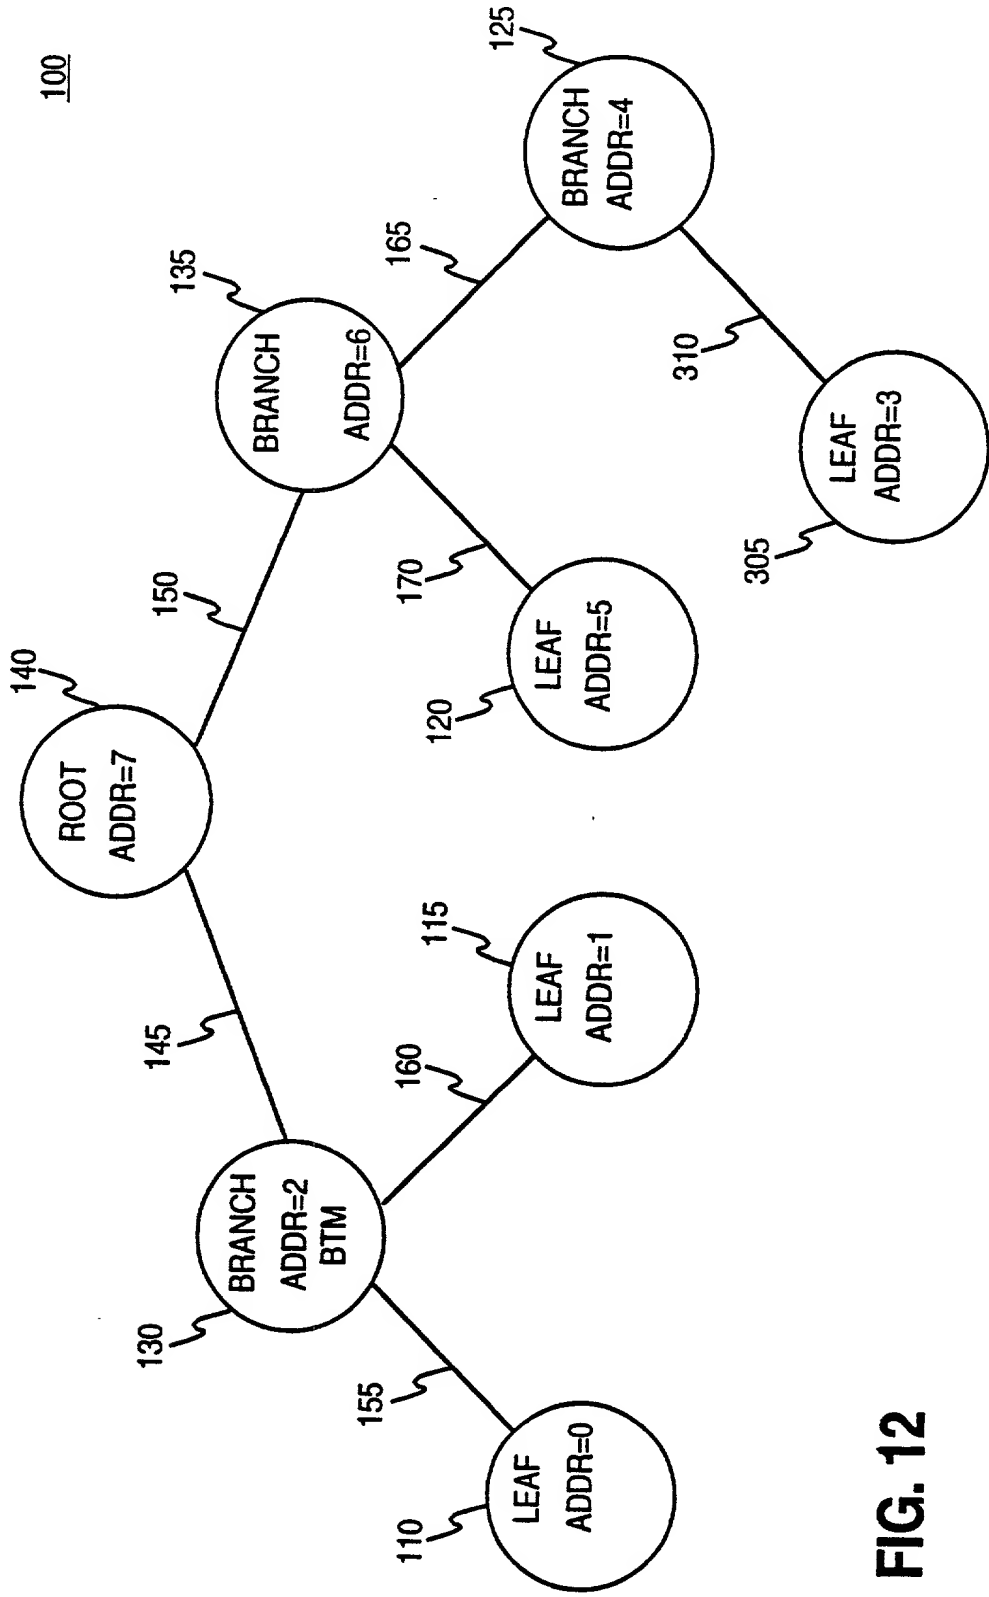 100
140
ROOT
ADDR=7
145
150
130
BRANCH
ADDR=2
BTM
135
BRANCH
ADDR=6
155
160
170
165
110
LEAF
ADDR=0
115
LEAF
ADDR=1
120
LEAF
ADDR=5
125
BRANCH
ADDR=4
310
305
LEAF
ADDR=3
FIG. 12